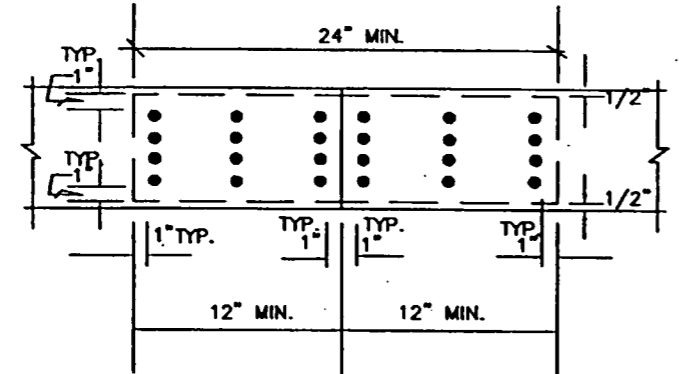 24" MIN.
TYP.
1"
1/2"
TYP.
1"
1/2"
1" TYP.
TYP.
1"
TYP.
1"
TYP.
1"
12" MIN.
12" MIN.